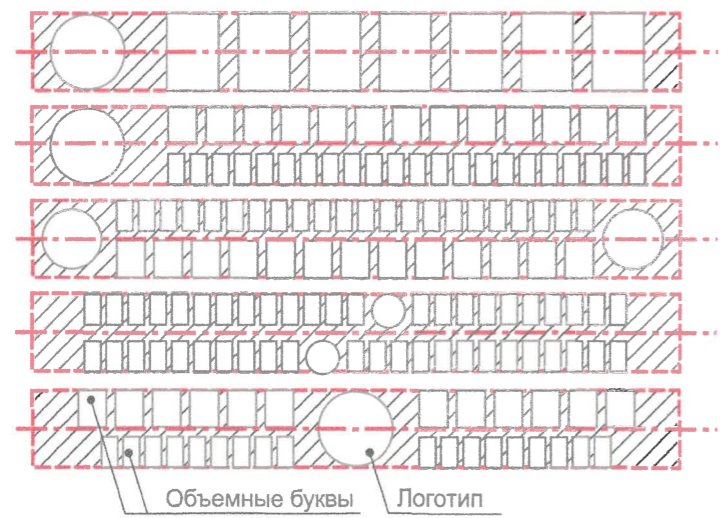 Объемные буквы
Логотип